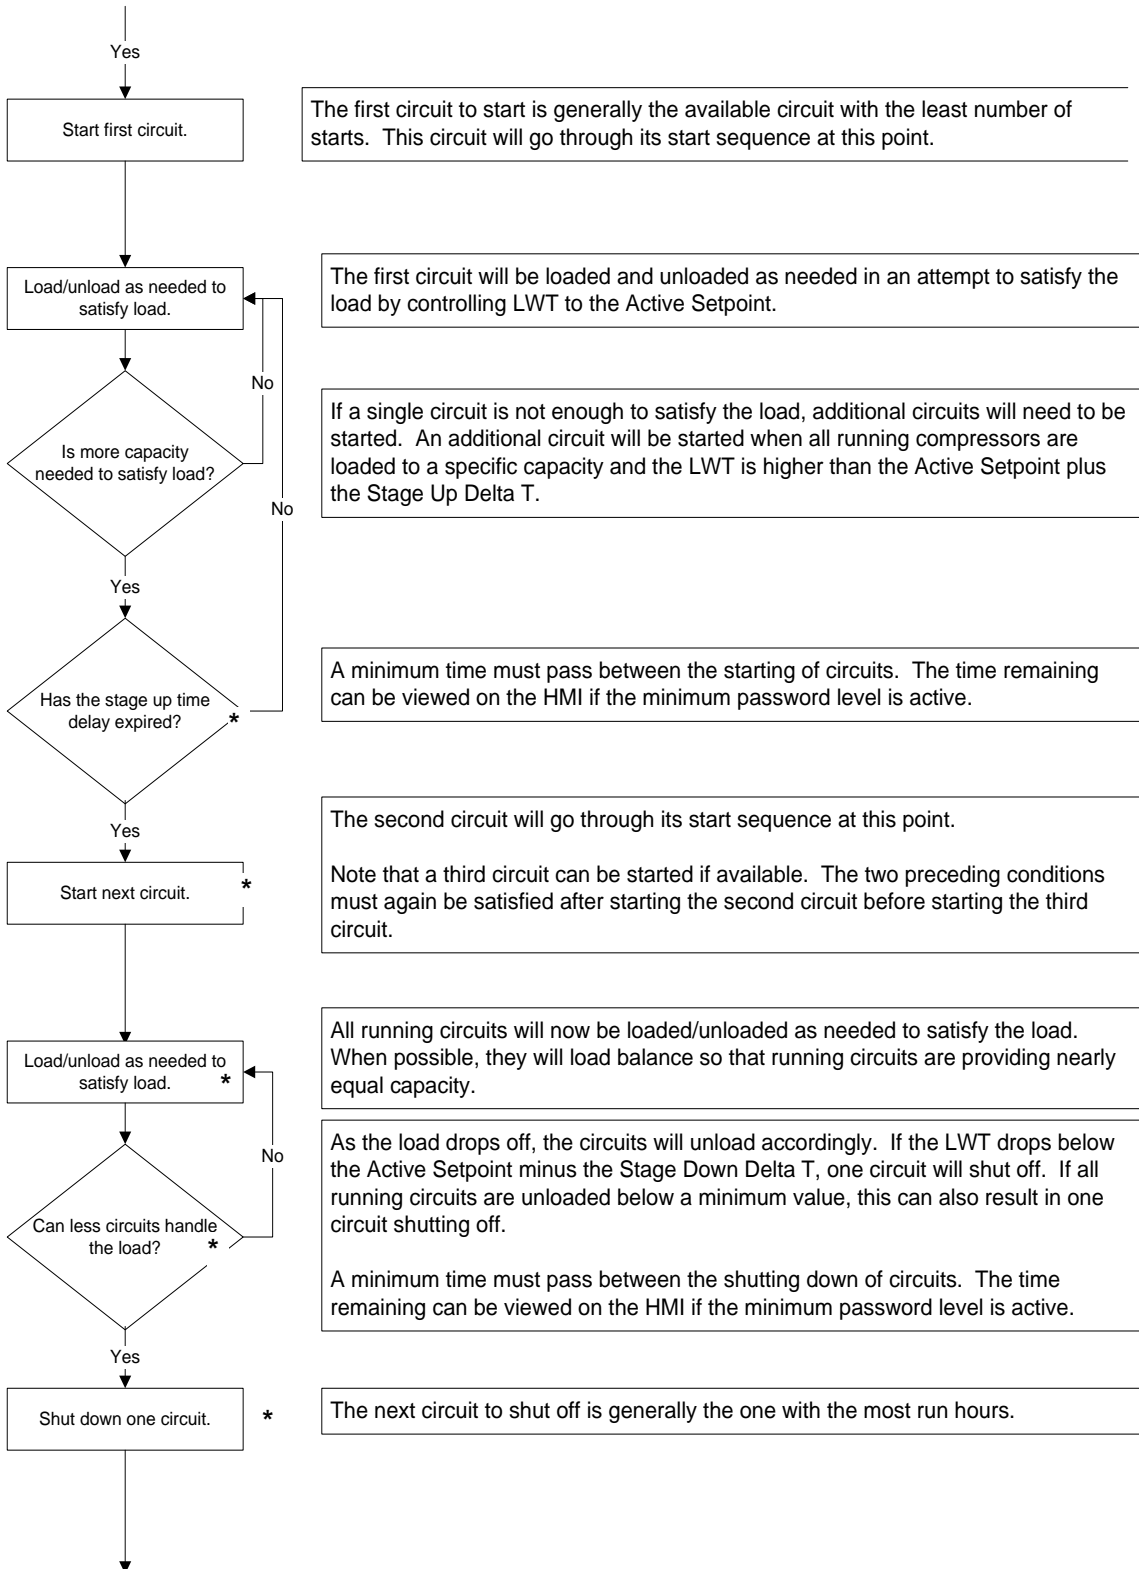 Yes
Start first circuit.
The first circuit to start is generally the available circuit with the least number of
starts.  This circuit will go through its start sequence at this point.
Load/unload as needed to
satisfy load.
The first circuit will be loaded and unloaded as needed in an attempt to satisfy the
load by controlling LWT to the Active Setpoint.
No
Is more capacity
needed to satisfy load?
If a single circuit is not enough to satisfy the load, additional circuits will need to be
started.  An additional circuit will be started when all running compressors are
loaded to a specific capacity and the LWT is higher than the Active Setpoint plus
the Stage Up Delta T.
No
Yes
Has the stage up time
delay expired?
*
A minimum time must pass between the starting of circuits.  The time remaining
can be viewed on the HMI if the minimum password level is active.
Yes
Start next circuit.
*
The second circuit will go through its start sequence at this point.
Note that a third circuit can be started if available.  The two preceding conditions
must again be satisfied after starting the second circuit before starting the third
circuit.
Load/unload as needed to
satisfy load.
*
All running circuits will now be loaded/unloaded as needed to satisfy the load.
When possible, they will load balance so that running circuits are providing nearly
equal capacity.
No
Can less circuits handle
the load?
*
As the load drops off, the circuits will unload accordingly.  If the LWT drops below
the Active Setpoint minus the Stage Down Delta T, one circuit will shut off.  If all
running circuits are unloaded below a minimum value, this can also result in one
circuit shutting off.
A minimum time must pass between the shutting down of circuits.  The time
remaining can be viewed on the HMI if the minimum password level is active.
Yes
Shut down one circuit.
*
The next circuit to shut off is generally the one with the most run hours.